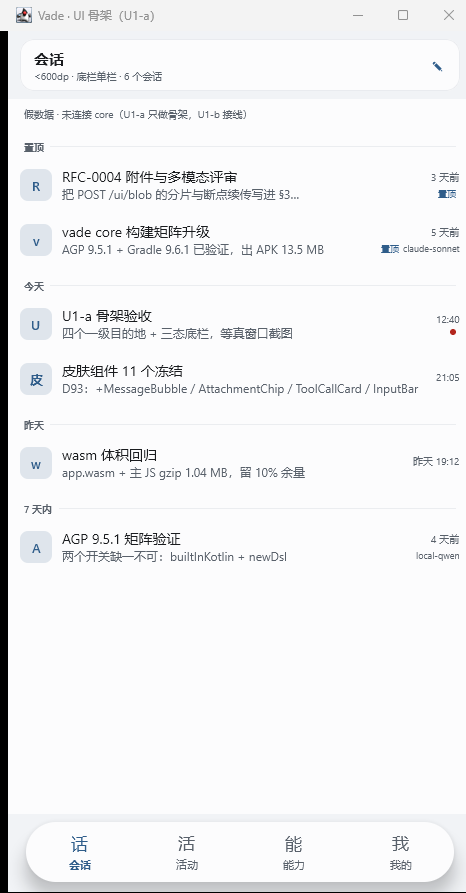 Vade · UI 骨架（U1-a）
会话
<600dp · 底栏单栏 · 6 个会话
假数据 · 未连接 core（U1-a 只做骨架，U1-b 接线）
置顶
R
RFC-0004 附件与多模态评审
3 天前
把 POST /ui/blob 的分片与断点续传写进 §3...
置顶
v
vade core 构建矩阵升级
5 天前
AGP 9.5.1 + Gradle 9.6.1 已验证，出 APK 13.5 MB
置顶 claude-sonnet
今天
U
U1-a 骨架验收
12:40
四个一级目的地 + 三态底栏，等真窗口截图
皮
皮肤组件 11 个冻结
21:05
D93：+MessageBubble / AttachmentChip / ToolCallCard / InputBar
昨天
w
wasm 体积回归
昨天 19:12
app.wasm + 主 JS gzip 1.04 MB，留 10% 余量
7 天内
A
AGP 9.5.1 矩阵验证
4 天前
两个开关缺一不可：builtInKotlin + newDsl
local-qwen
话 活 能 我
会话 活动 能力 我的